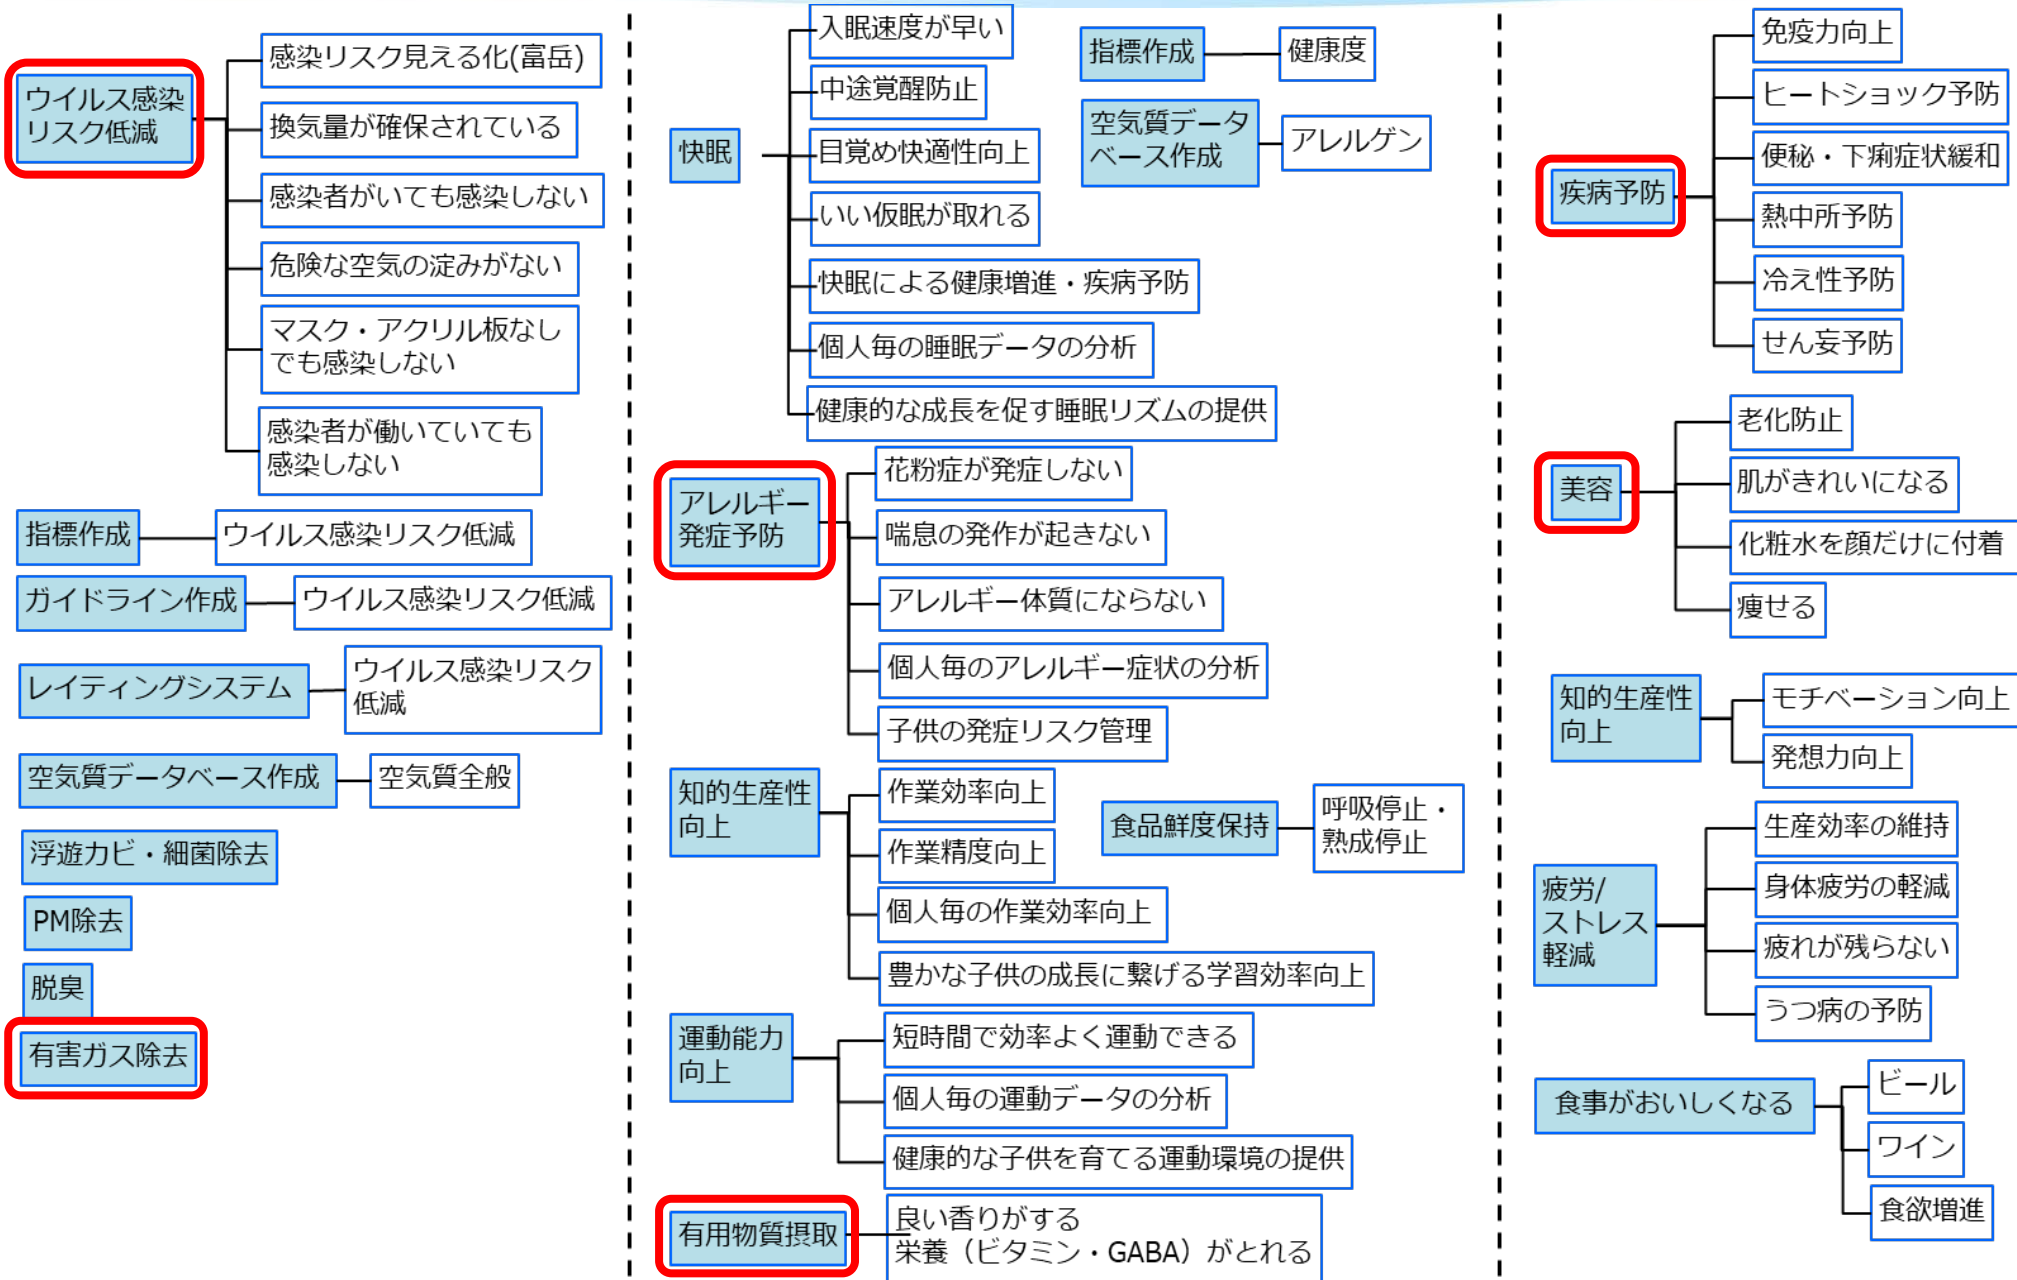 ウイルス感染
リスク低減
感染リスク見える化(富岳)
換気量が確保されている
感染者がいても感染しない
危険な空気の淀みがない
マスク・アクリル板なし
でも感染しない
感染者が働いていても
感染しない
指標作成
ウイルス感染リスク低減
ガイドライン作成
ウイルス感染リスク低減
レイティングシステム
ウイルス感染リスク
低減
空気質データベース作成
空気質全般
浮遊カビ・細菌除去
PM除去
脱臭
有害ガス除去
快眠
入眠速度が早い
中途覚醒防止
目覚め快適性向上
いい仮眠が取れる
快眠による健康増進・疾病予防
個人毎の睡眠データの分析
健康的な成長を促す睡眠リズムの提供
指標作成
健康度
空気質データ
ベース作成
アレルゲン
アレルギー
発症予防
花粉症が発症しない
喘息の発作が起きない
アレルギー体質にならない
個人毎のアレルギー症状の分析
子供の発症リスク管理
知的生産性
向上
作業効率向上
作業精度向上
個人毎の作業効率向上
豊かな子供の成長に繋げる学習効率向上
食品鮮度保持
呼吸停止・
熟成停止
運動能力
向上
短時間で効率よく運動できる
個人毎の運動データの分析
健康的な子供を育てる運動環境の提供
有用物質摂取
良い香りがする
栄養（ビタミン・GABA）がとれる
疾病予防
免疫力向上
ヒートショック予防
便秘・下痢症状緩和
熱中所予防
冷え性予防
せん妄予防
美容
老化防止
肌がきれいになる
化粧水を顔だけに付着
痩せる
知的生産性
向上
モチベーション向上
発想力向上
疲労/
ストレス
軽減
生産効率の維持
身体疲労の軽減
疲れが残らない
うつ病の予防
食事がおいしくなる
ビール
ワイン
食欲増進